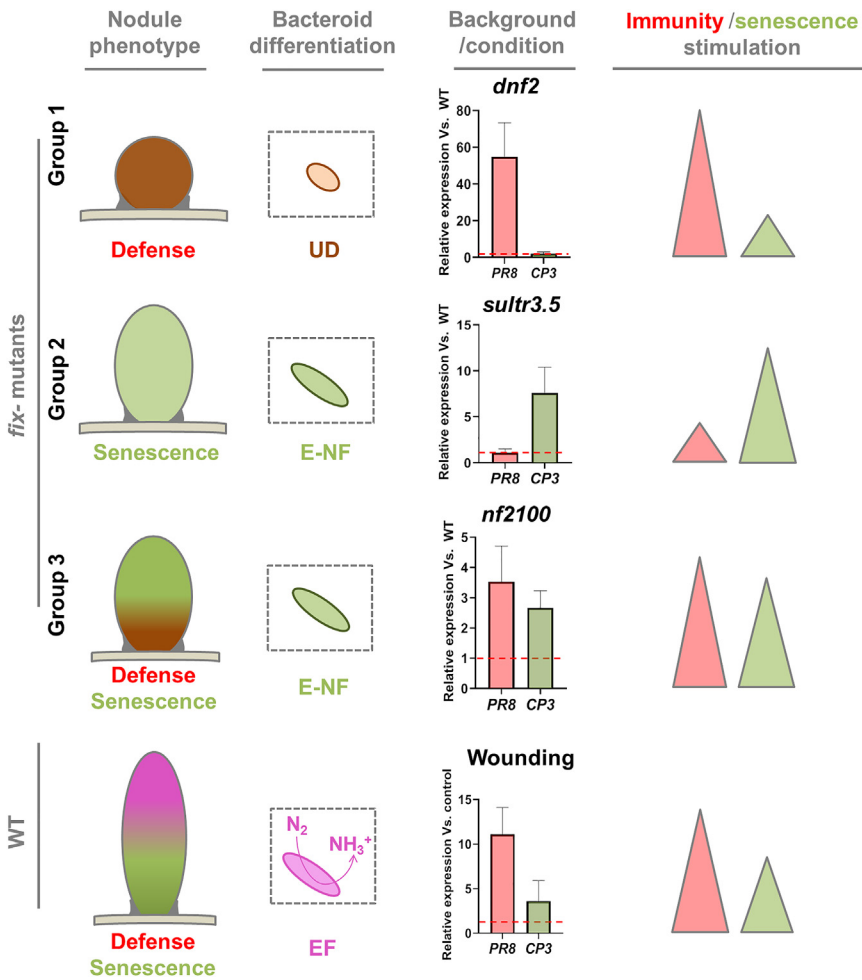 Nodule
phenotype
Bacteroid
differentiation
Background
/condition
Immunity /senescence
stimulation
fix- mutants
Group 1
Defense
UD
dnf2
Relative expression Vs. WT
80
60
40
20
0
PR8 CP3
Group 2
Senescence
E-NF
sultr3.5
Relative expression Vs. WT
15
10
5
0
PR8 CP3
Group 3
Defense
Senescence
E-NF
nf2100
Relative expression Vs. WT
5
4
3
2
1
0
PR8 CP3
WT
Defense
Senescence
N2
NH3+
EF
Wounding
Relative expression Vs. control
15
10
5
0
PR8 CP3